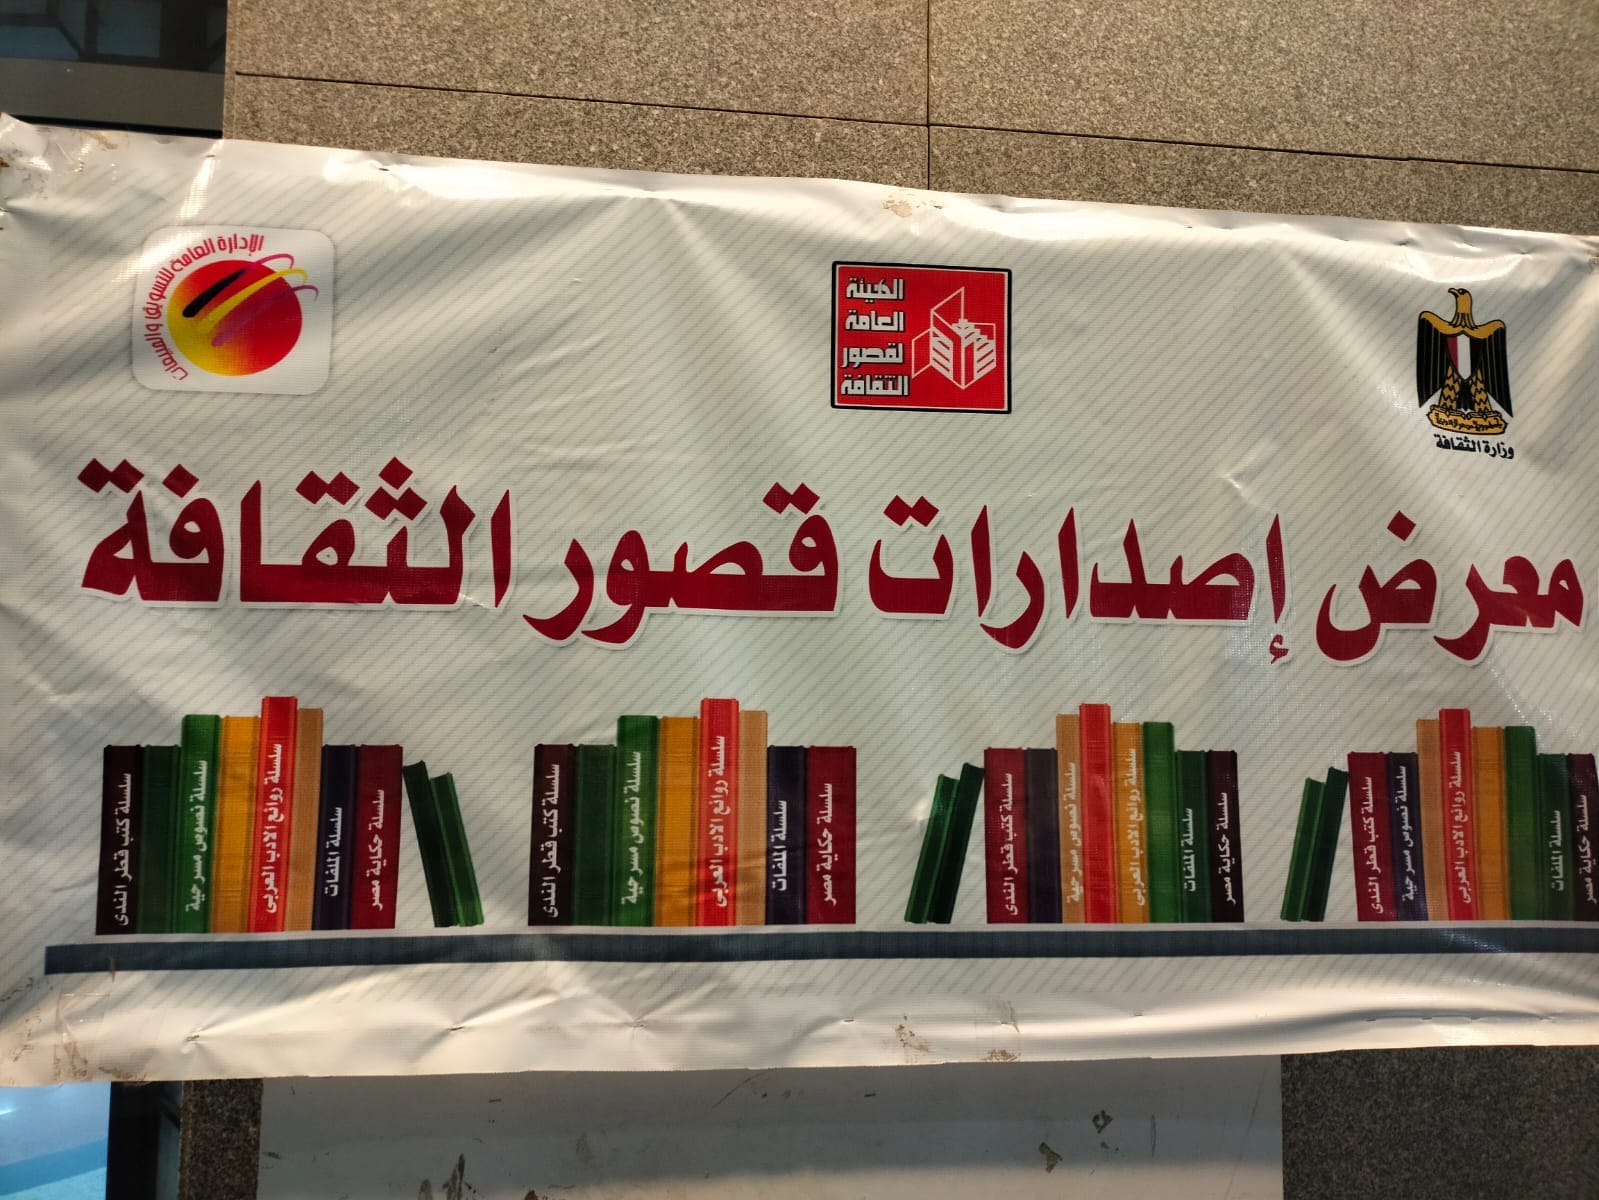 وزارة الثقافة
الهيئة
العامة
لقصور
الثقافة
الإدارة العامة للتسويق والمبيعات
معرض إصدارات قصور الثقافة
سلسلة حكاية مصر
سلسلة الملفات
سلسلة روائع الادب العربى
سلسلة نصوص مسرحية
سلسلة كتب قطر الندى
سلسلة حكاية مصر
سلسلة الملفات
سلسلة روائع الادب العربى
سلسلة نصوص مسرحية
سلسلة كتب قطر الندى
سلسلة حكاية مصر
سلسلة الملفات
سلسلة روائع الادب العربى
سلسلة نصوص مسرحية
سلسلة كتب قطر الندى
سلسلة حكاية مصر
سلسلة الملفات
سلسلة روائع الادب العربى
سلسلة نصوص مسرحية
سلسلة كتب قطر الندى